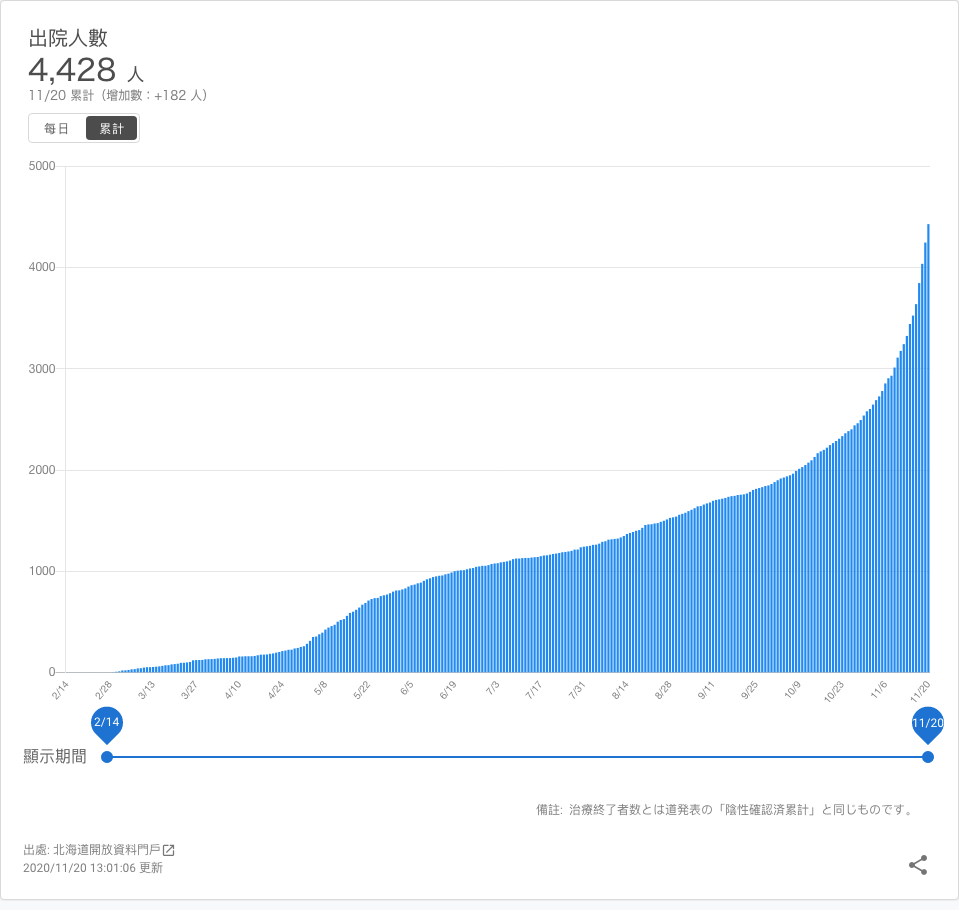 出院人數
4,428 人
11/20 累計（增加數：+182 人）
每日 累計
5000
4000
3000
2000
1000
0
2/14 2/28 3/13 3/27 4/10 4/24 5/8 5/22 6/5 6/19 7/3 7/17 7/31 8/14 8/28 9/11 9/25 10/9 10/23 11/6 11/20
2/14 11/20
顯示期間
備註: 治療終了者数とは道発表の「陰性確認済累計」と同じものです。
出處: 北海道開放資料門戶
2020/11/20 13:01:06 更新